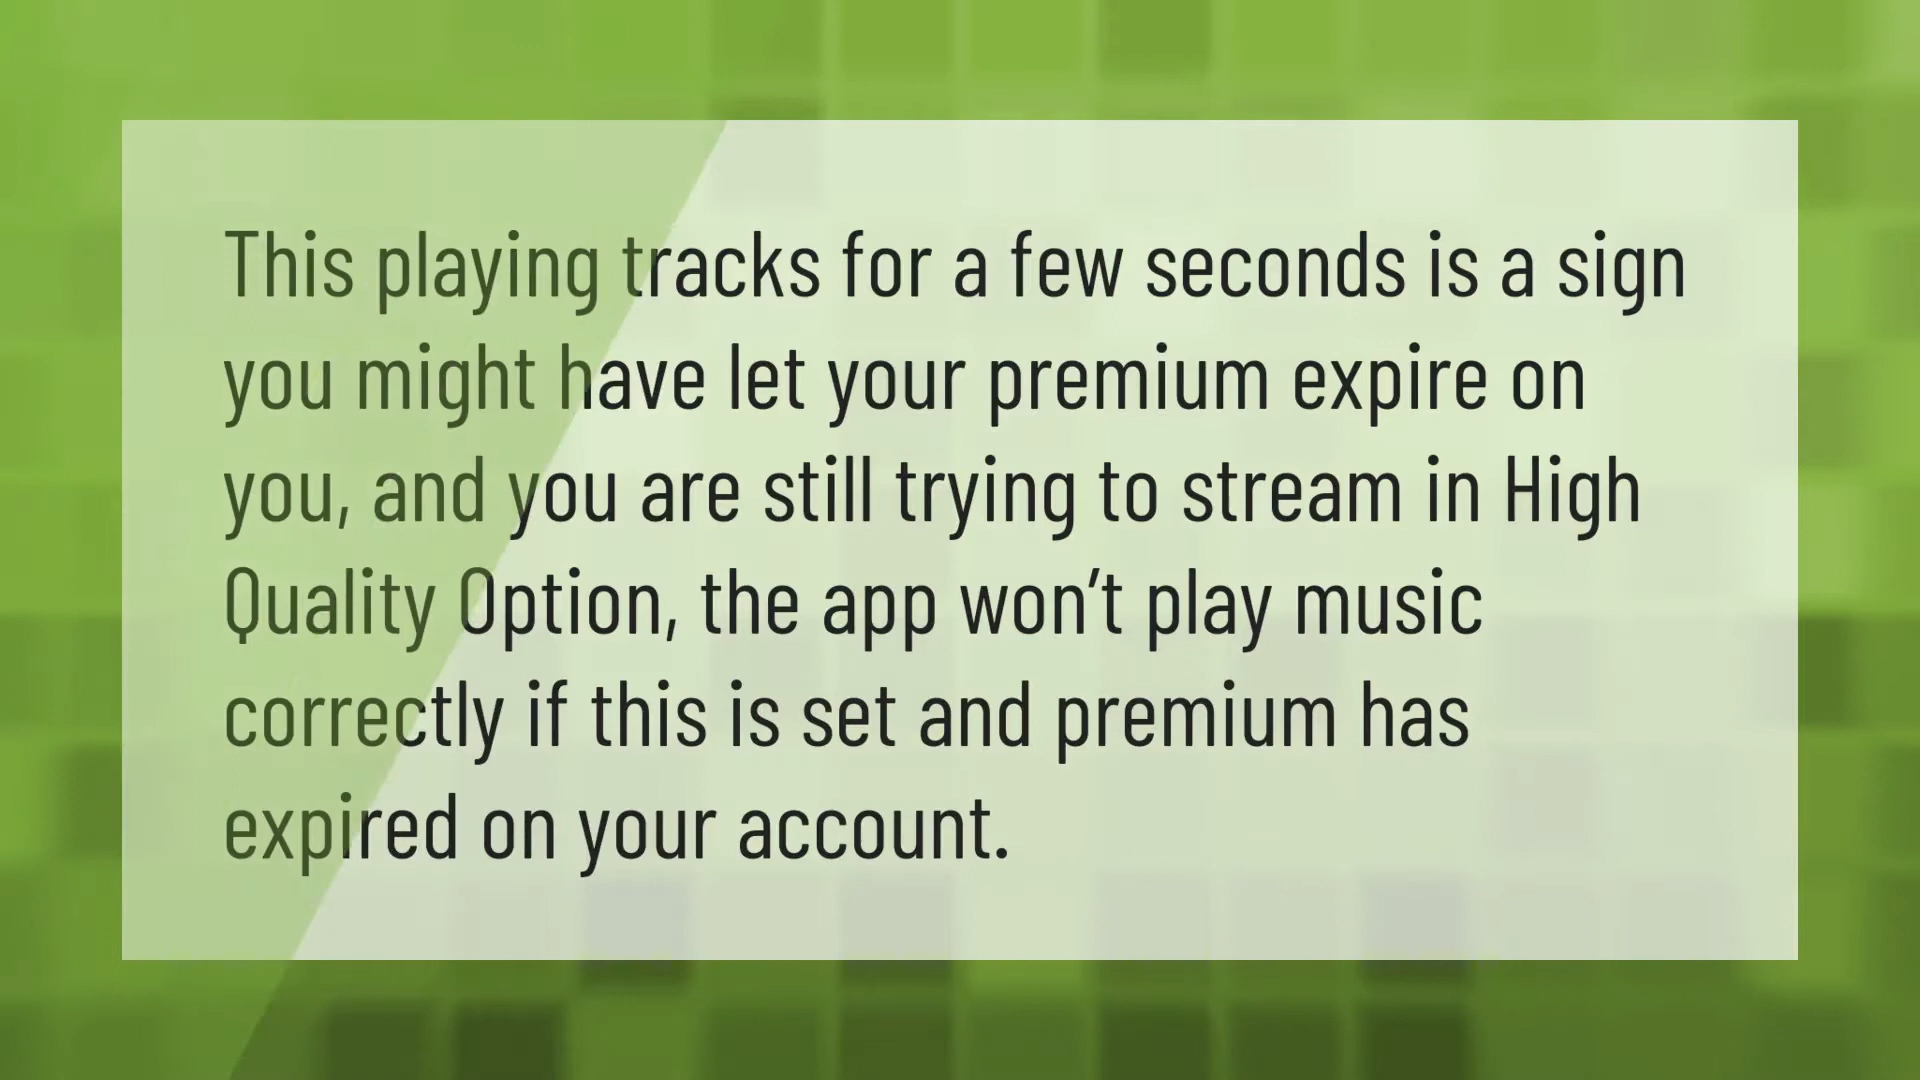 This playing tracks for a few seconds is a sign
you might have let your premium expire on
you, and you are still trying to stream in High
Quality Option, the app won’t play music
correctly if this is set and premium has
expired on your account.